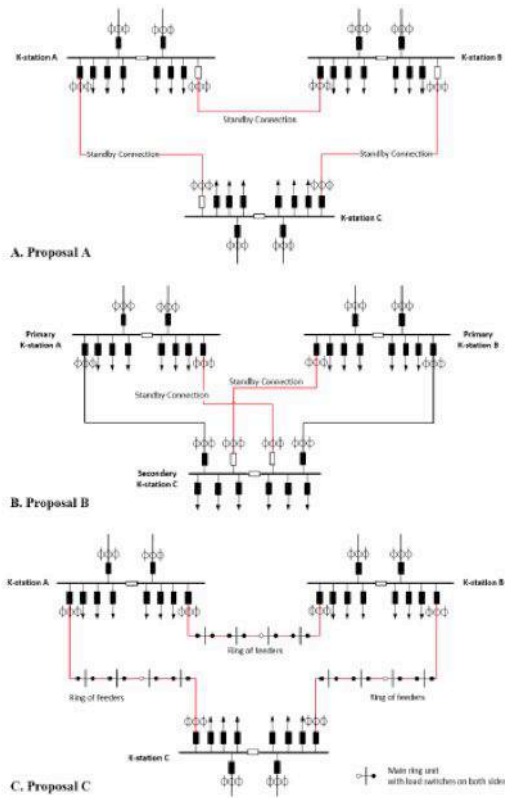 K-station A
K-station B
Standby Connection
Standby Connection
Standby Connection
K-station C
A. Proposal A
Primary
K-station A
Primary
K-station B
Standby Connection
Standby Connection
Secondary
K-station C
B. Proposal B
K-station A
K-station B
Ring of feeders
Ring of feeders
Ring of feeders
K-station C
C. Proposal C
Main ring unit
with load switches on both sides